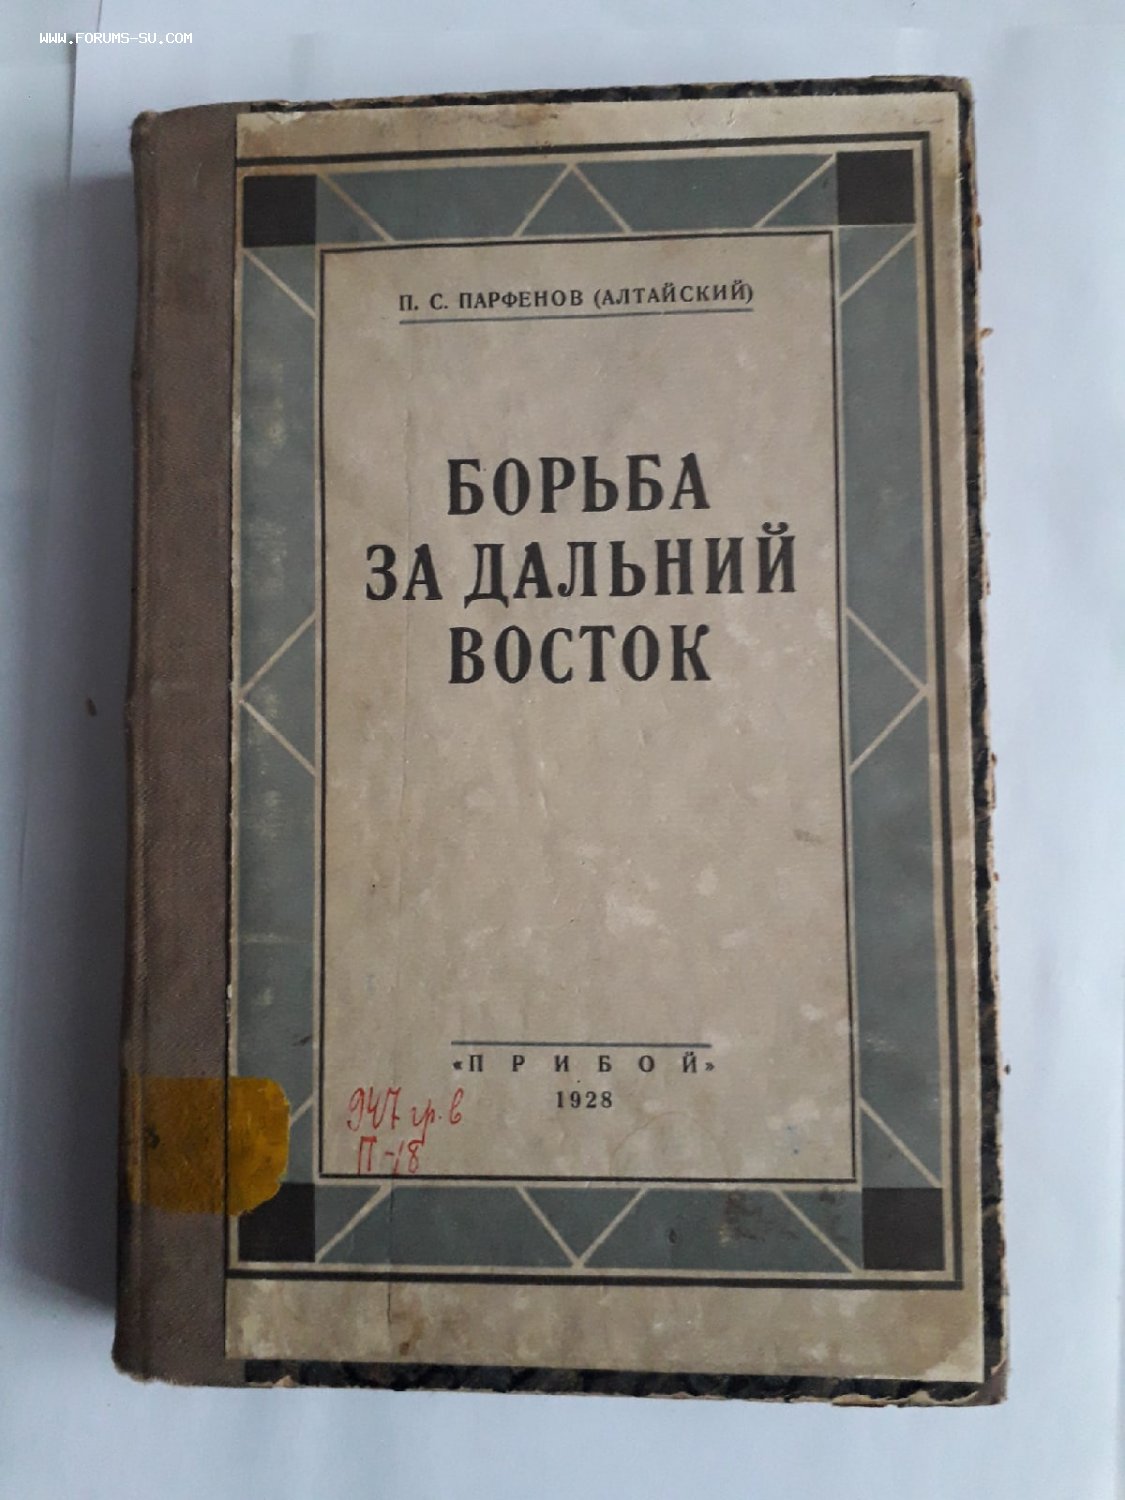 WWW.FORUMS-SU.COM
П. С. ПАРФЕНОВ (АЛТАЙСКИЙ)
БОРЬБА
ЗА ДАЛЬНИЙ
ВОСТОК
«ПРИБОЙ»
1928
947 гр. в
П-18